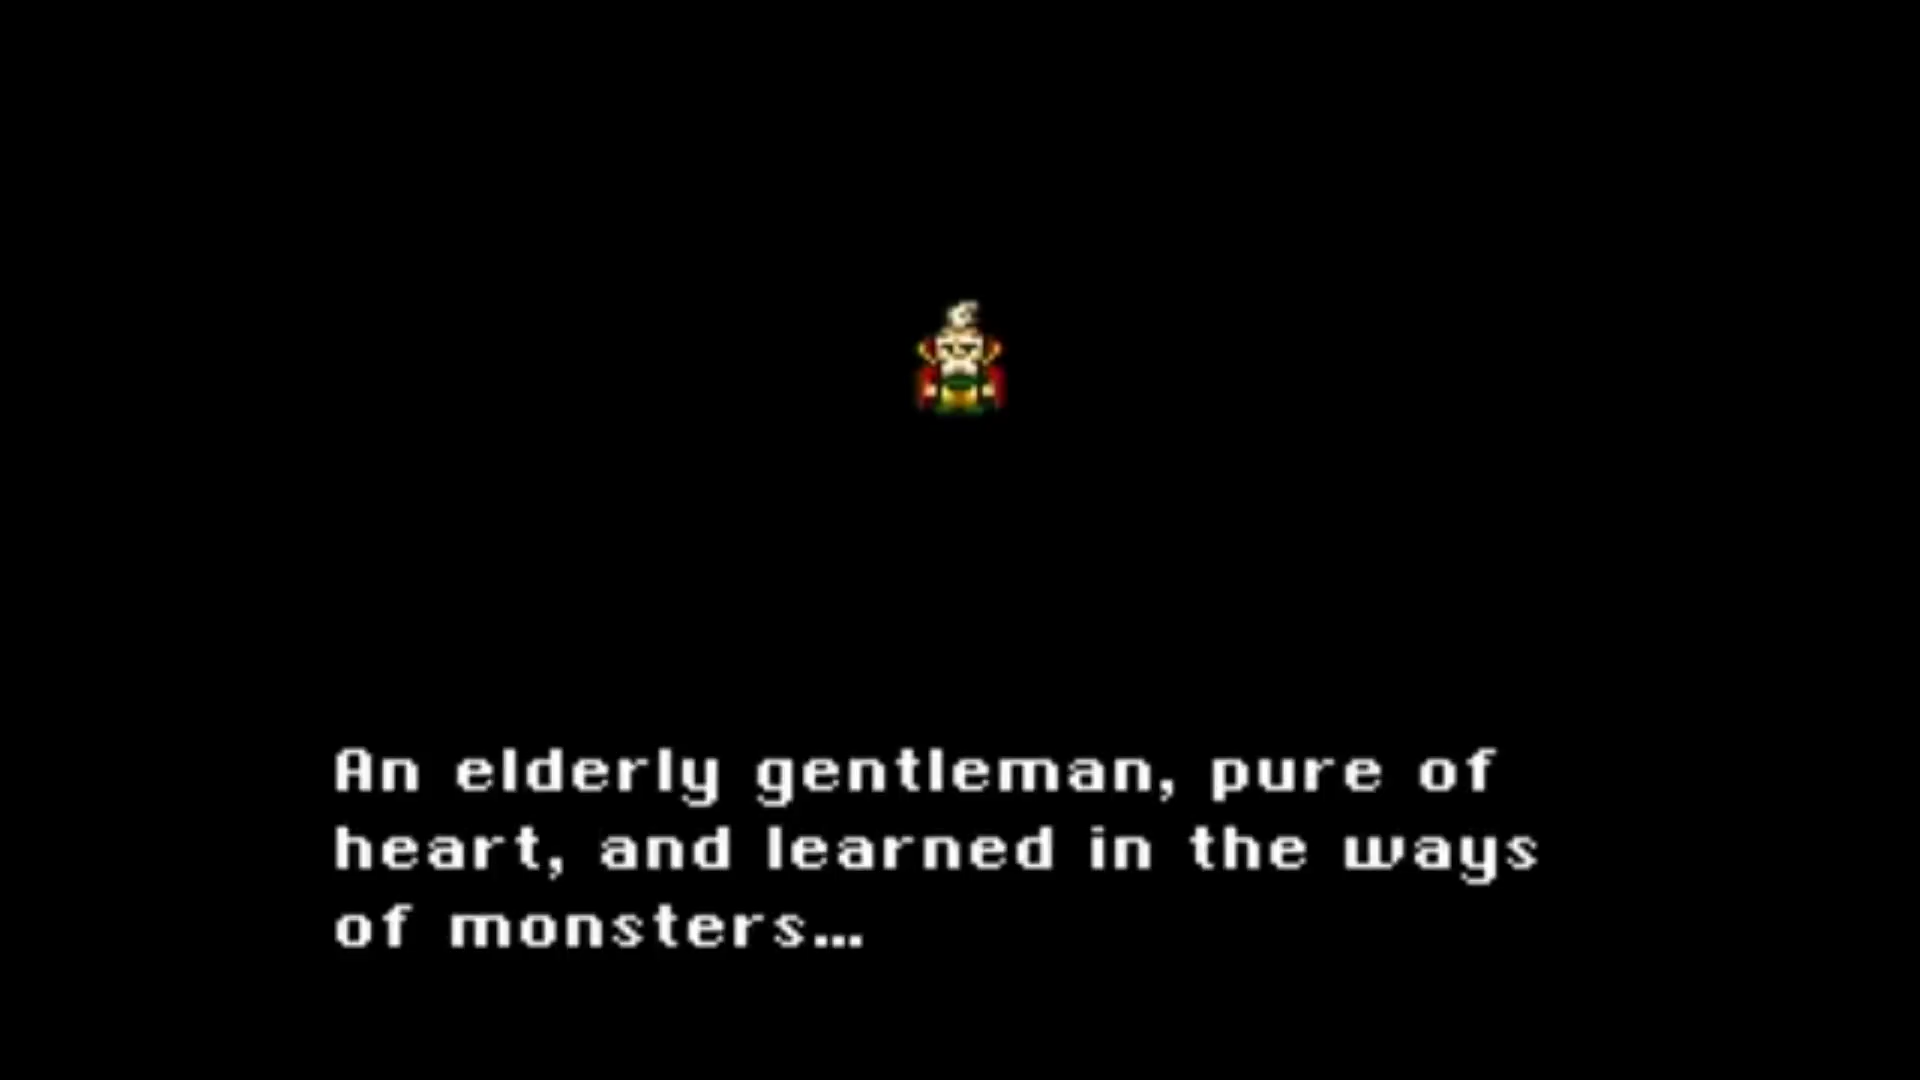 An elderly gentleman, pure of
heart, and learned in the ways
of monsters…